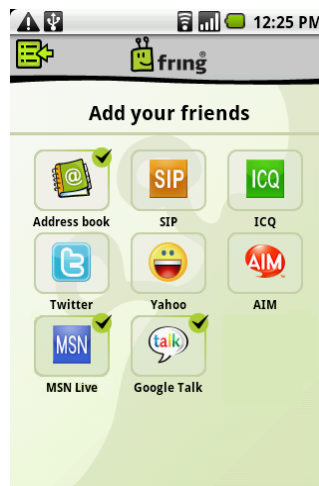 12:25 PM
fring
Add your friends
@
SIP
ICQ
Address book
SIP
ICQ
AIM
Twitter
Yahoo
AIM
MSN
talk
MSN Live
Google Talk